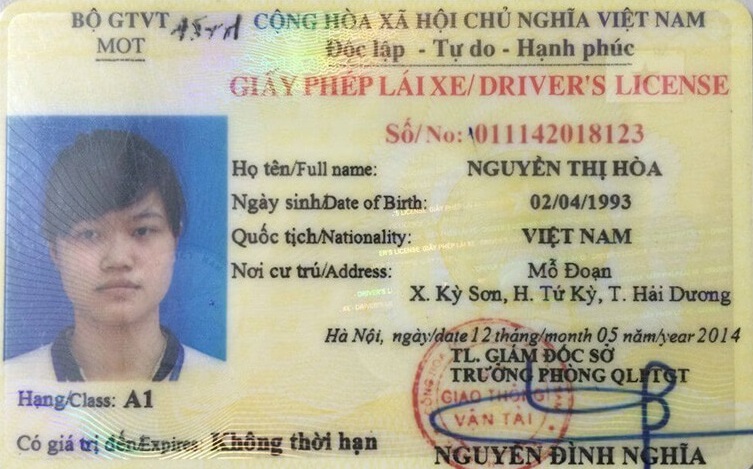 BỘ GTVT
MOT
CỘNG HÒA XÃ HỘI CHỦ NGHĨA VIỆT NAM
Độc lập - Tự do - Hạnh phúc
GIẤY PHÉP LÁI XE/DRIVER'S LICENSE
Số/No: 011142018123
Họ tên/Full name: NGUYỄN THỊ HÒA
Ngày sinh/Date of Birth: 02/04/1993
Quốc tịch/Nationality: VIỆT NAM
Nơi cư trú/Address: Mỗ Đoạn
X. Kỳ Sơn, H. Tứ Kỳ, T. Hải Dương
Hà Nội, ngày/date 12 tháng/month 05 năm/year 2014
TL. GIÁM ĐỐC SỞ
TRƯỞNG PHÒNG QLPTGT
GIAO THÔNG
VẬN TẢI
Hạng/Class: A1
Có giá trị đến/Expires: Không thời hạn
NGUYỄN ĐÌNH NGHĨA